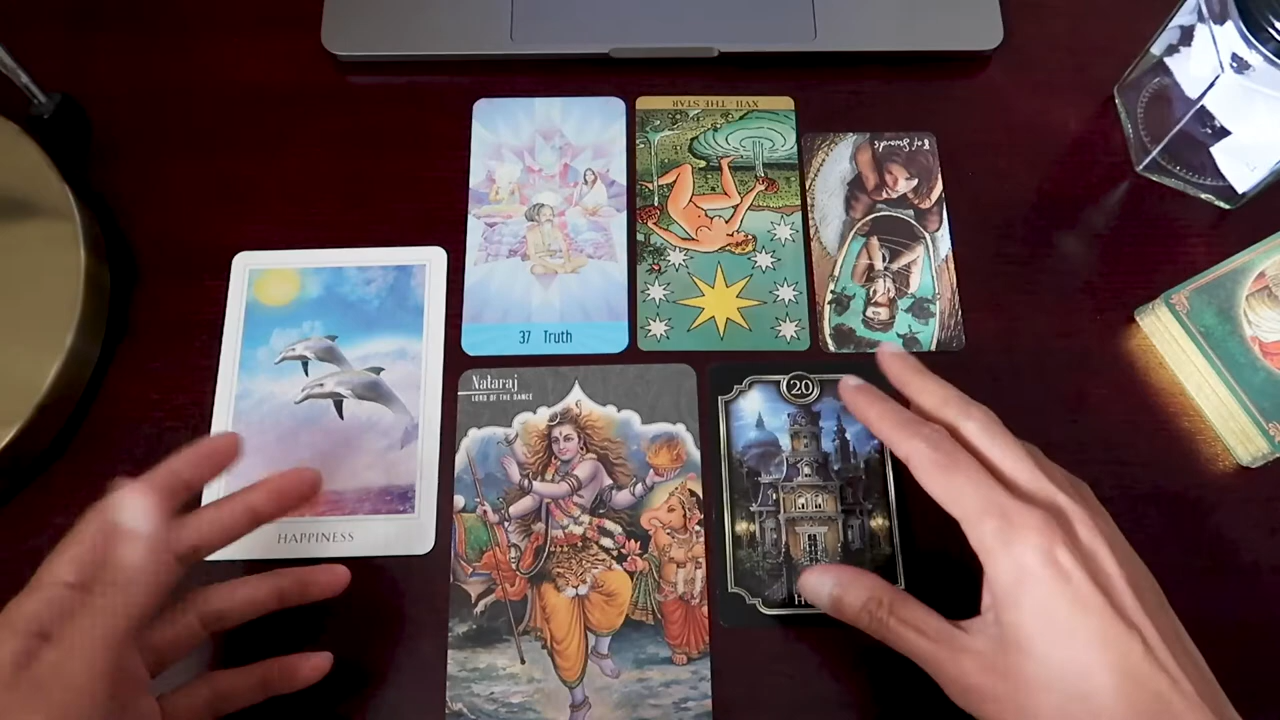 37 Truth
XVII - THE STAR
8 of Swords
HAPPINESS
Nataraj
LORD OF THE DANCE
20